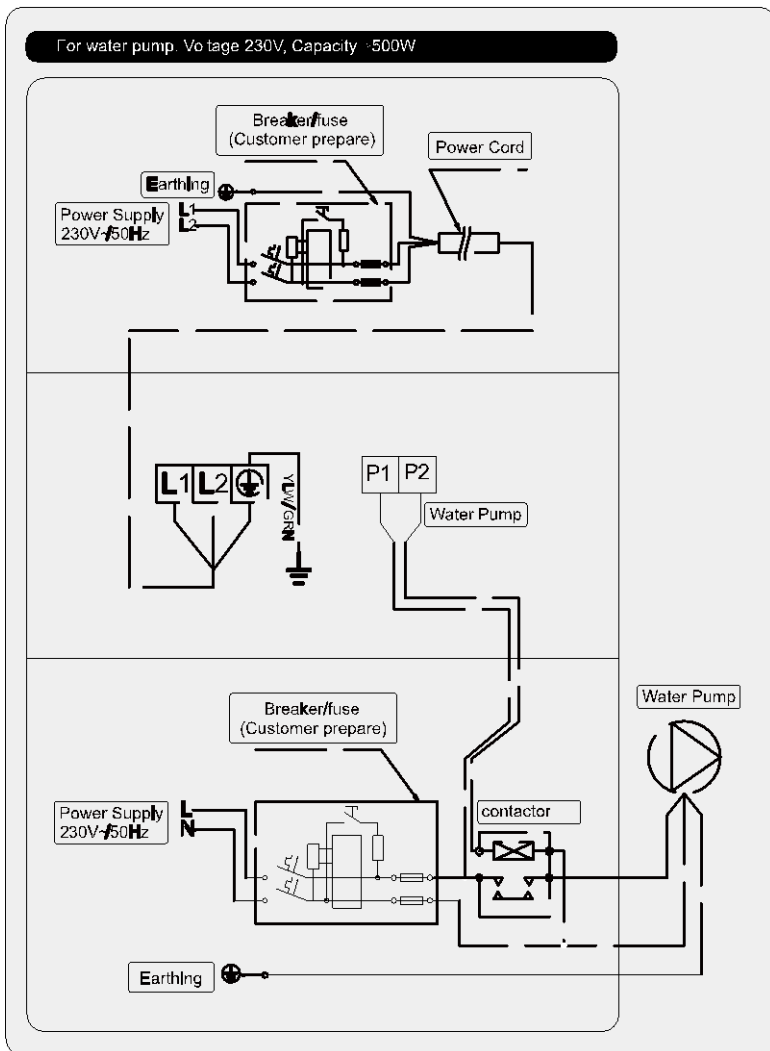 For water pump. Voltage 230V, Capacity >500W
Breaker/fuse
(Customer prepare)
Power Cord
Earthing
Power Supply
230V~/50Hz
L1
L2
L1 L2
YLW/GRN
P1 P2
Water Pump
Breaker/fuse
(Customer prepare)
Water Pump
contactor
Power Supply
230V~/50Hz
L
N
Earthing